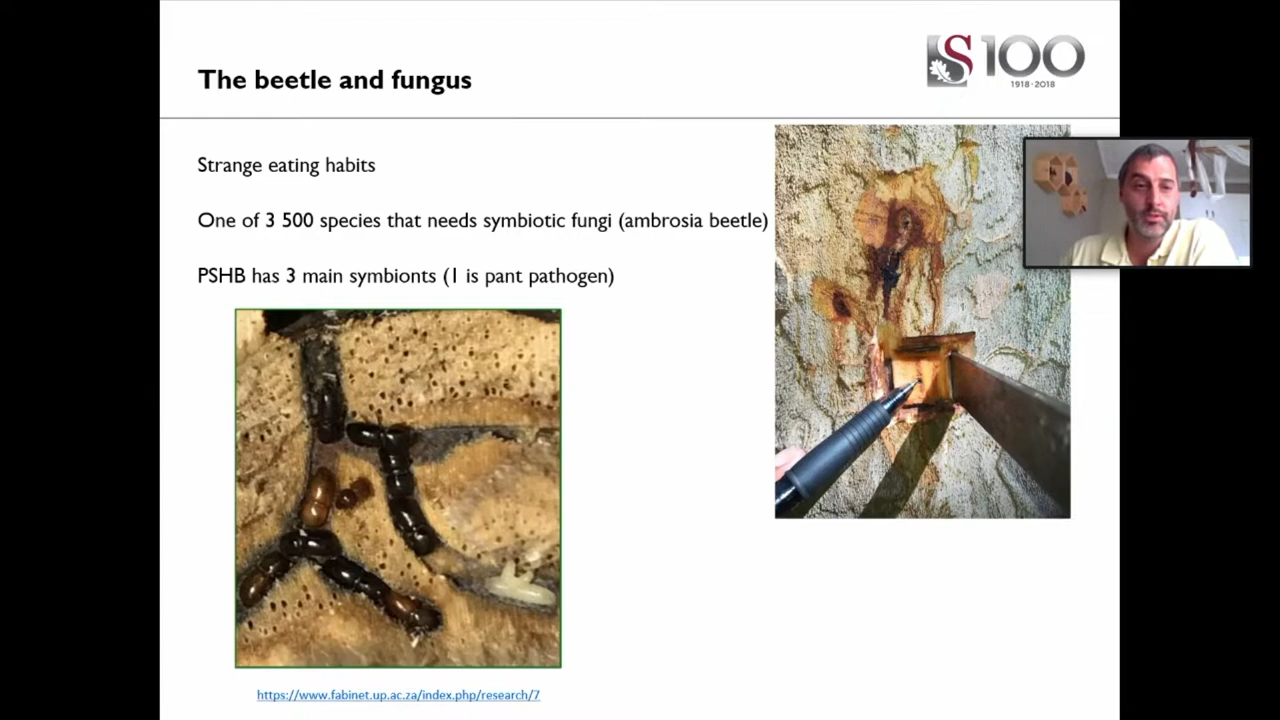 The beetle and fungus
S100
1918·2018
Strange eating habits
One of 3 500 species that needs symbiotic fungi (ambrosia beetle)
PSHB has 3 main symbionts (1 is pant pathogen)
https://www.fabinet.up.ac.za/index.php/research/7